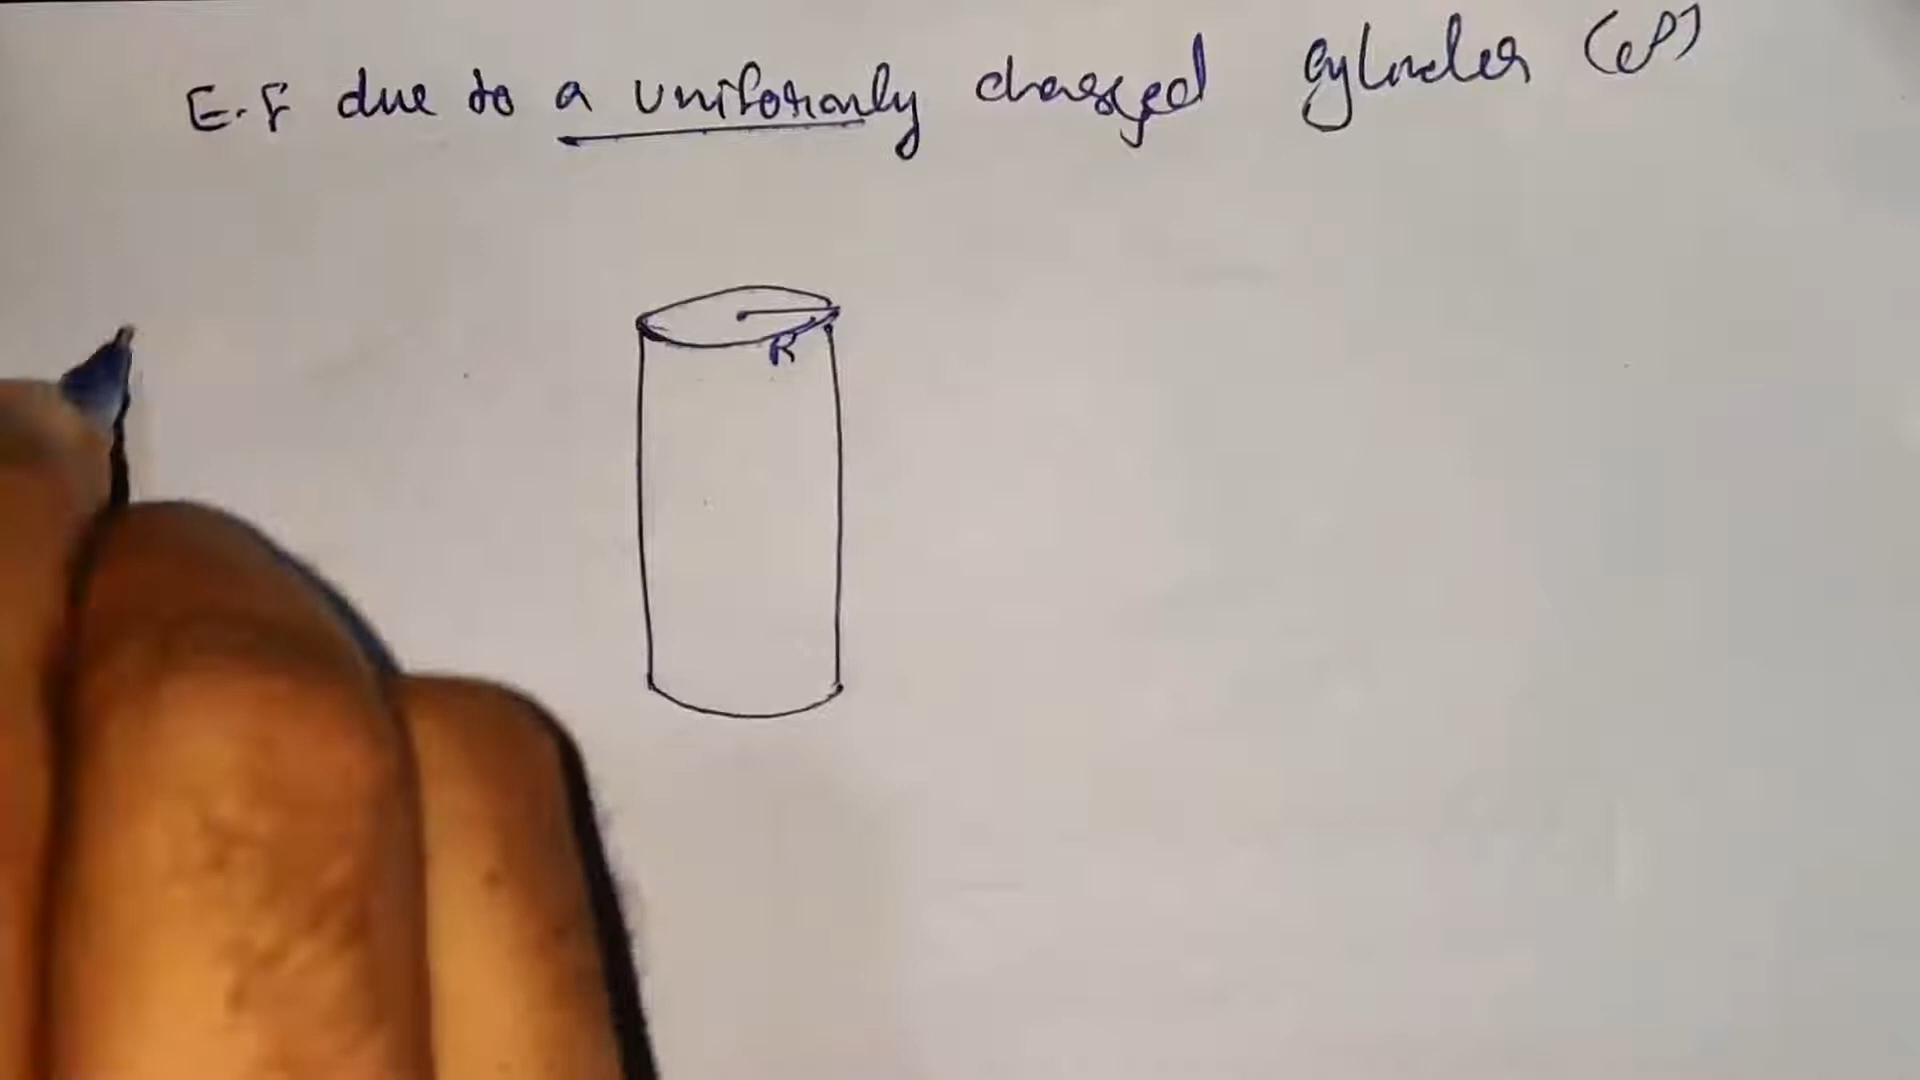 E.F due to a uniformly charged cylinder (ρ)
R